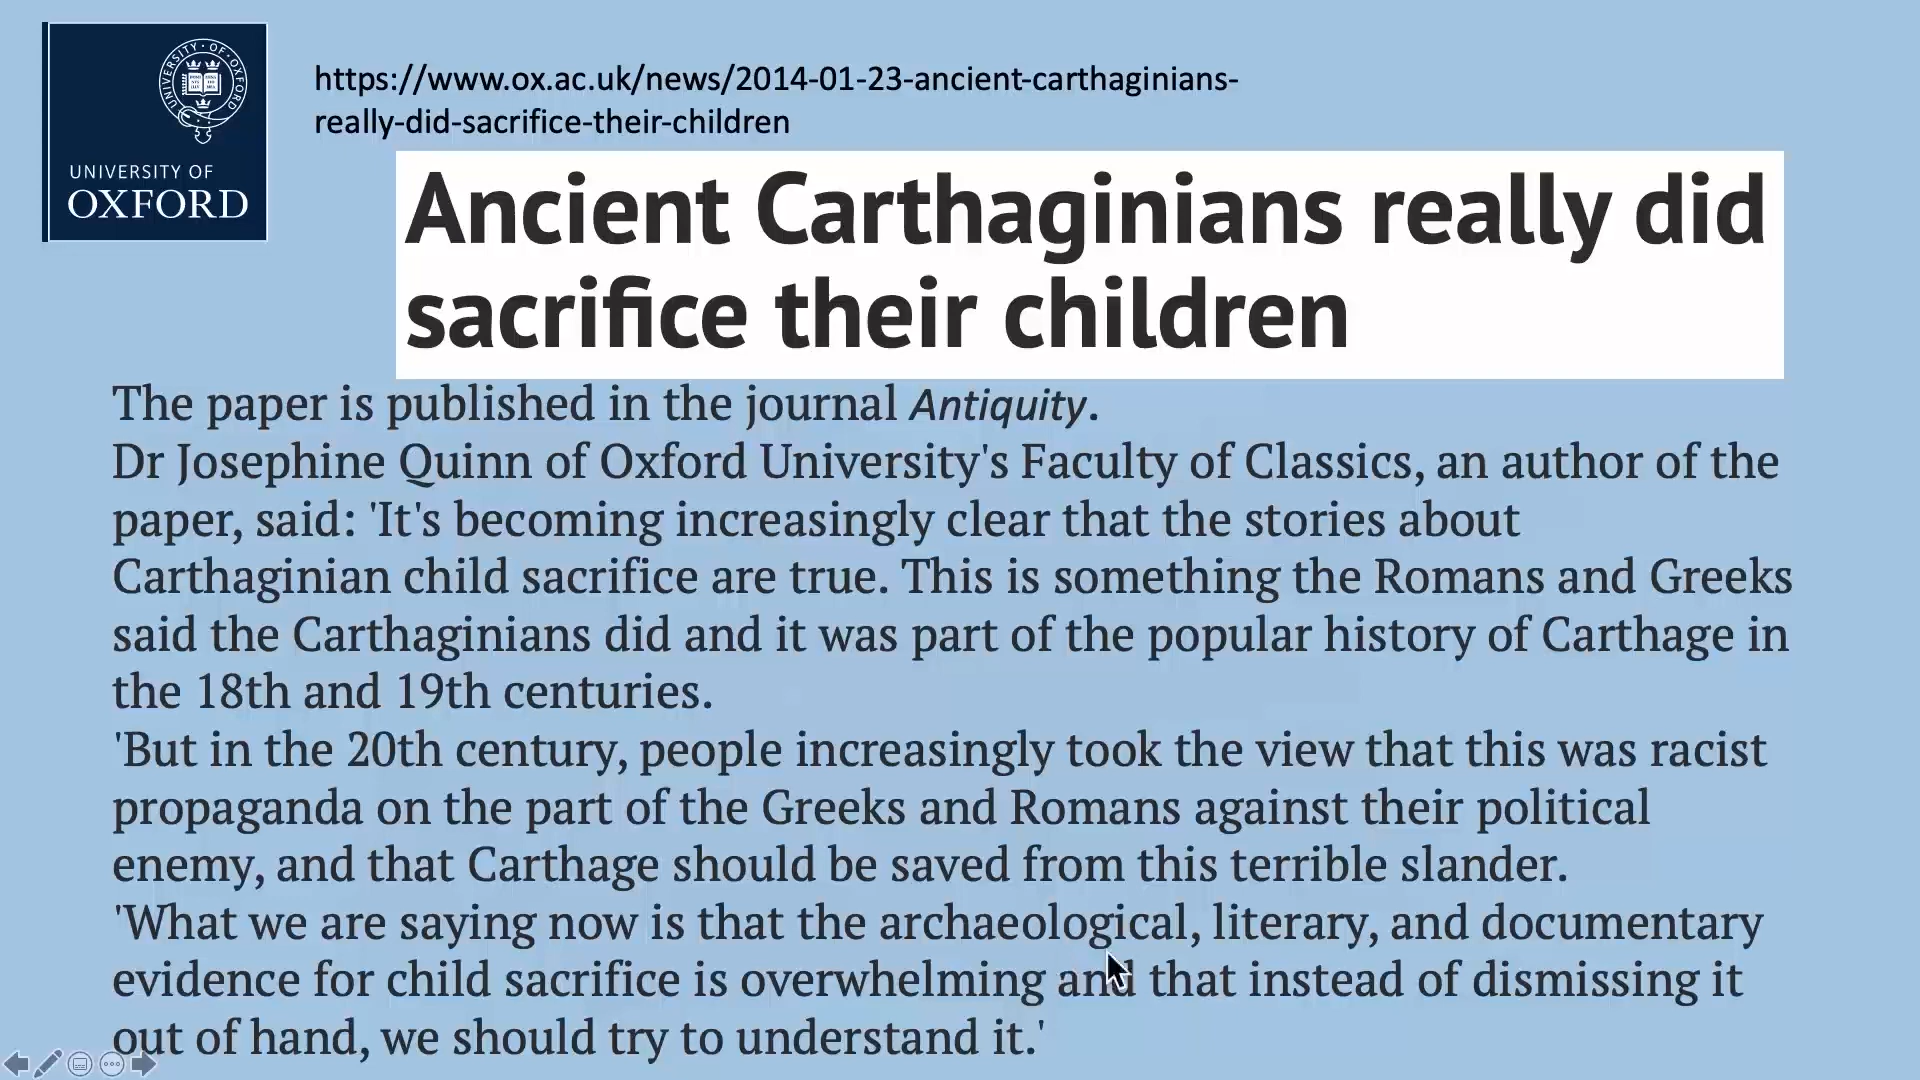 UNIVERSITY OF
OXFORD
https://www.ox.ac.uk/news/2014-01-23-ancient-carthaginians-
really-did-sacrifice-their-children
Ancient Carthaginians really did
sacrifice their children
The paper is published in the journal Antiquity.
Dr Josephine Quinn of Oxford University's Faculty of Classics, an author of the
paper, said: 'It's becoming increasingly clear that the stories about
Carthaginian child sacrifice are true. This is something the Romans and Greeks
said the Carthaginians did and it was part of the popular history of Carthage in
the 18th and 19th centuries.
'But in the 20th century, people increasingly took the view that this was racist
propaganda on the part of the Greeks and Romans against their political
enemy, and that Carthage should be saved from this terrible slander.
'What we are saying now is that the archaeological, literary, and documentary
evidence for child sacrifice is overwhelming and that instead of dismissing it
out of hand, we should try to understand it.'